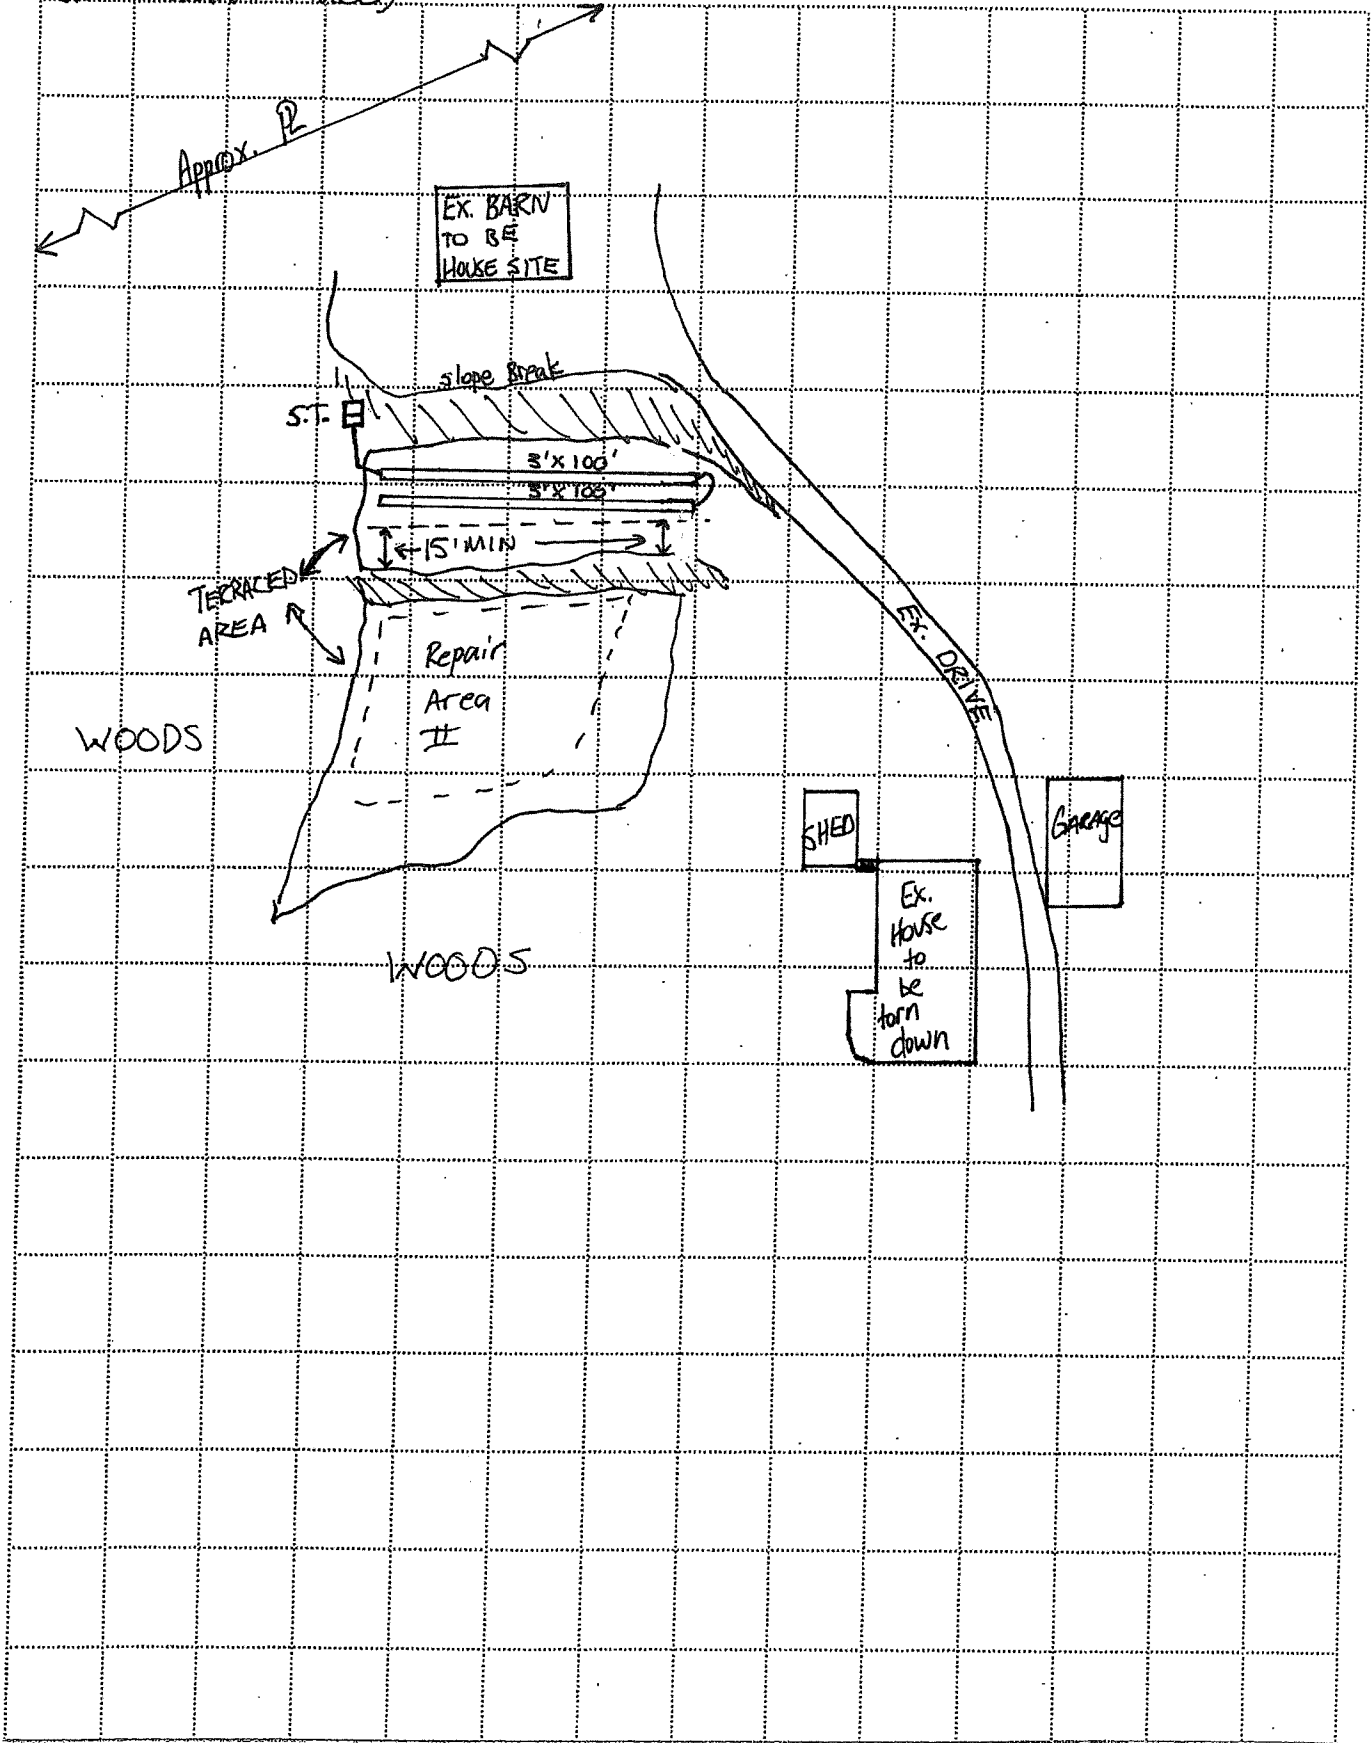 Approx. PL
EX. BARN
TO BE
HOUSE SITE
slope Break
S.T.
3'X100'
3'X100'
15' MIN
TERRACED
AREA
EX. DRIVE
Repair
Area
II
WOODS
SHED
GARAGE
Ex.
House
to
be
torn
down
WOODS